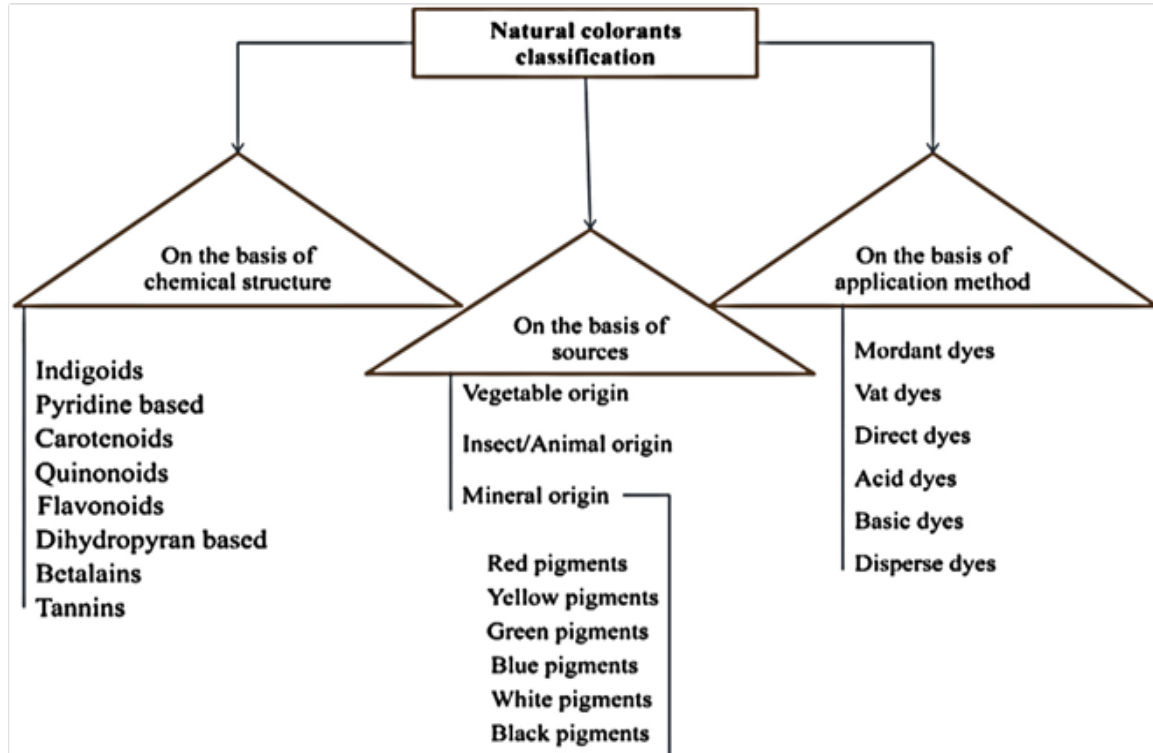 Natural colorants
classification
On the basis of
chemical structure
Indigoids
Pyridine based
Carotenoids
Quinonoids
Flavonoids
Dihydropyran based
Betalains
Tannins
On the basis of
sources
Vegetable origin
Insect/Animal origin
Mineral origin
Red pigments
Yellow pigments
Green pigments
Blue pigments
White pigments
Black pigments
On the basis of
application method
Mordant dyes
Vat dyes
Direct dyes
Acid dyes
Basic dyes
Disperse dyes